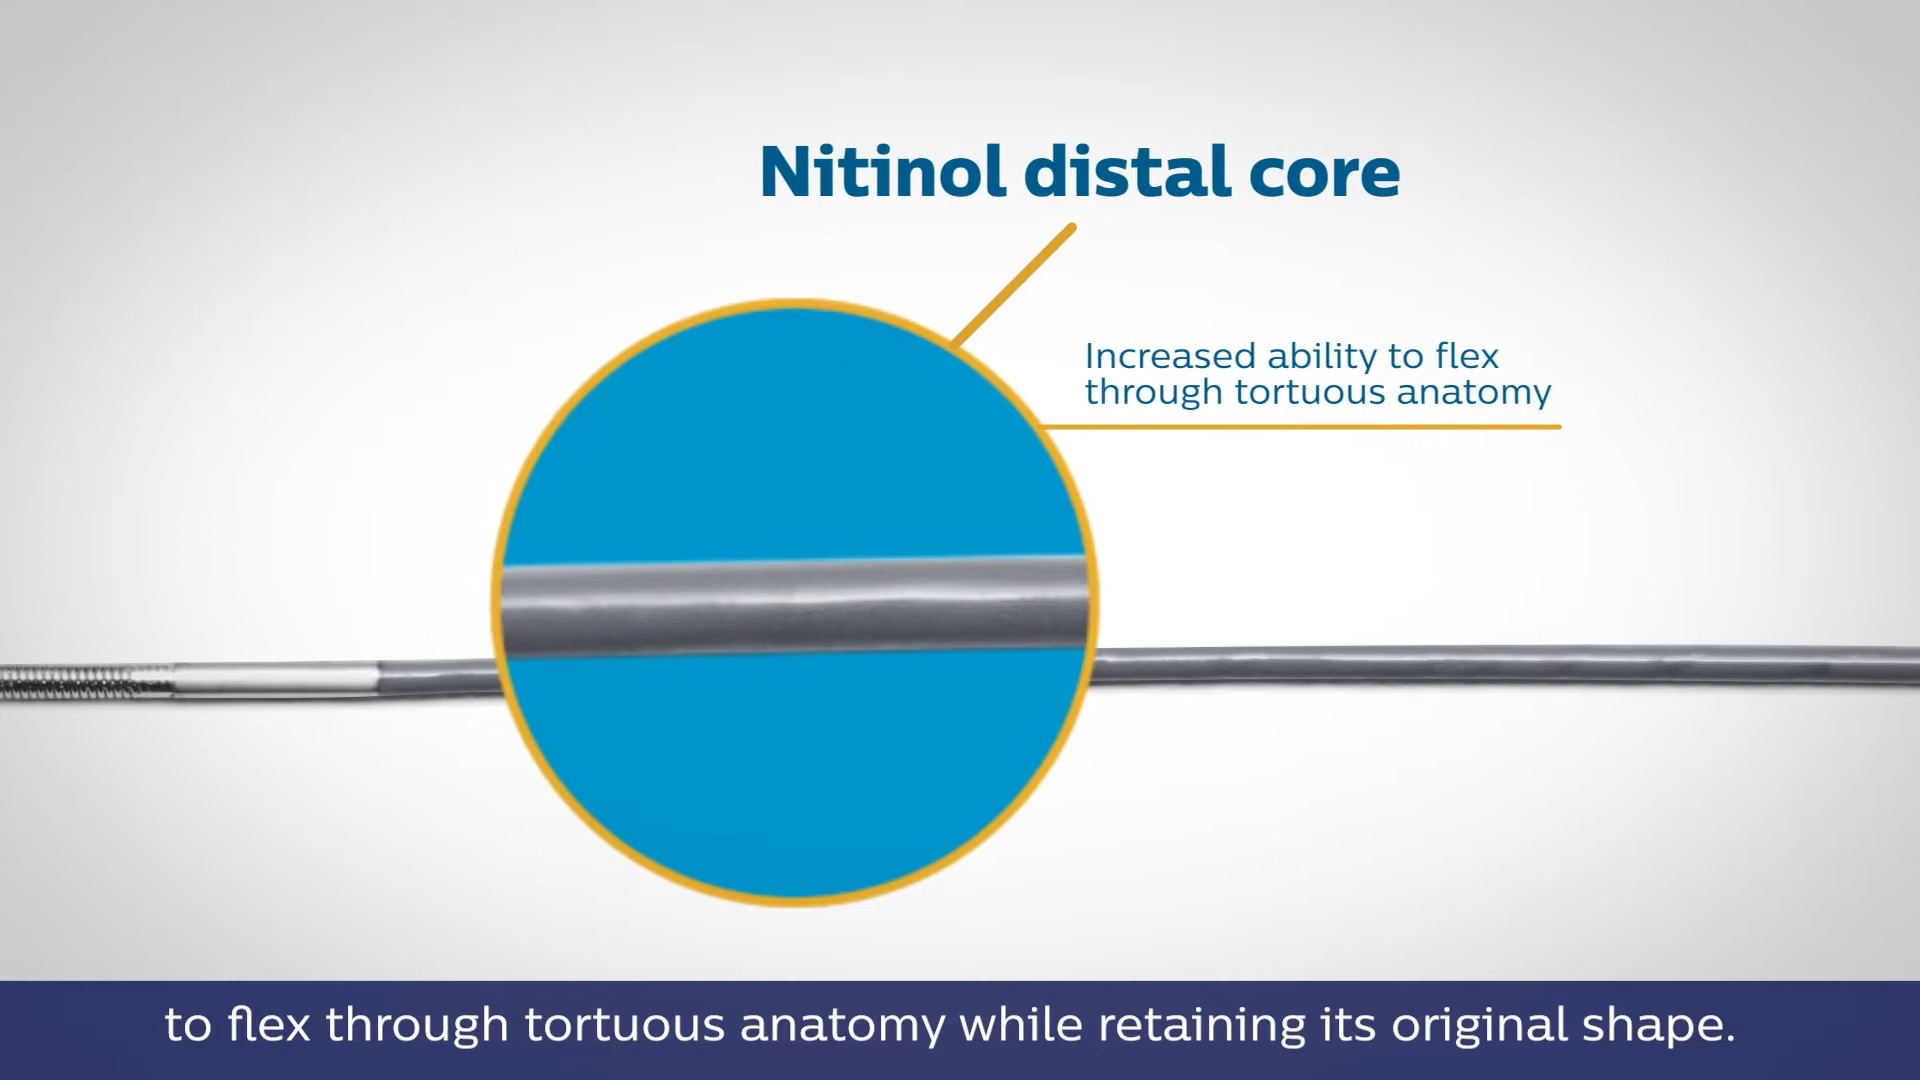 Nitinol distal core
Increased ability to flex
through tortuous anatomy
to flex through tortuous anatomy while retaining its original shape.